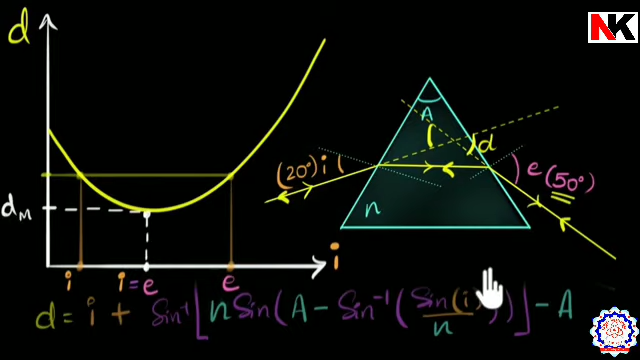 NK
d
A
d
(20°) i
e (50°)
n
d_M
i
i i=e e
d = i + Sin⁻¹[n Sin(A − Sin⁻¹(Sin(i)/n))] − A